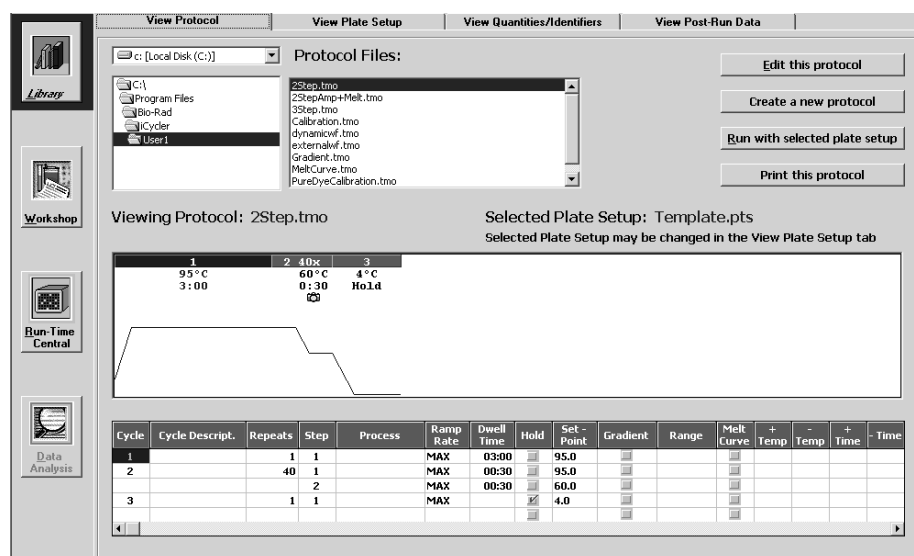 View Protocol View Plate Setup View Quantities/Identifiers View Post-Run Data
Library
Workshop
Run-Time
Central
Data
Analysis
c: [Local Disk (C:)]
C:\
Program Files
Bio-Rad
iCycler
User1
Protocol Files:
2Step.tmo
2StepAmp+Melt.tmo
3Step.tmo
Calibration.tmo
dynamicwf.tmo
externalwf.tmo
Gradient.tmo
MeltCurve.tmo
PureDyeCalibration.tmo
Edit this protocol
Create a new protocol
Run with selected plate setup
Print this protocol
Viewing Protocol: 2Step.tmo
Selected Plate Setup: Template.pts
Selected Plate Setup may be changed in the View Plate Setup tab
1 2 40x 3
95°C 60°C 4°C
3:00 0:30 Hold
Cycle Cycle Descript. Repeats Step Process Ramp Rate Dwell Time Hold Set - Point Gradient Range Melt Curve + Temp - Temp + Time - Time
1 1 1 MAX 03:00 95.0
2 40 1 MAX 00:30 95.0
2 MAX 00:30 60.0
3 1 1 MAX 4.0